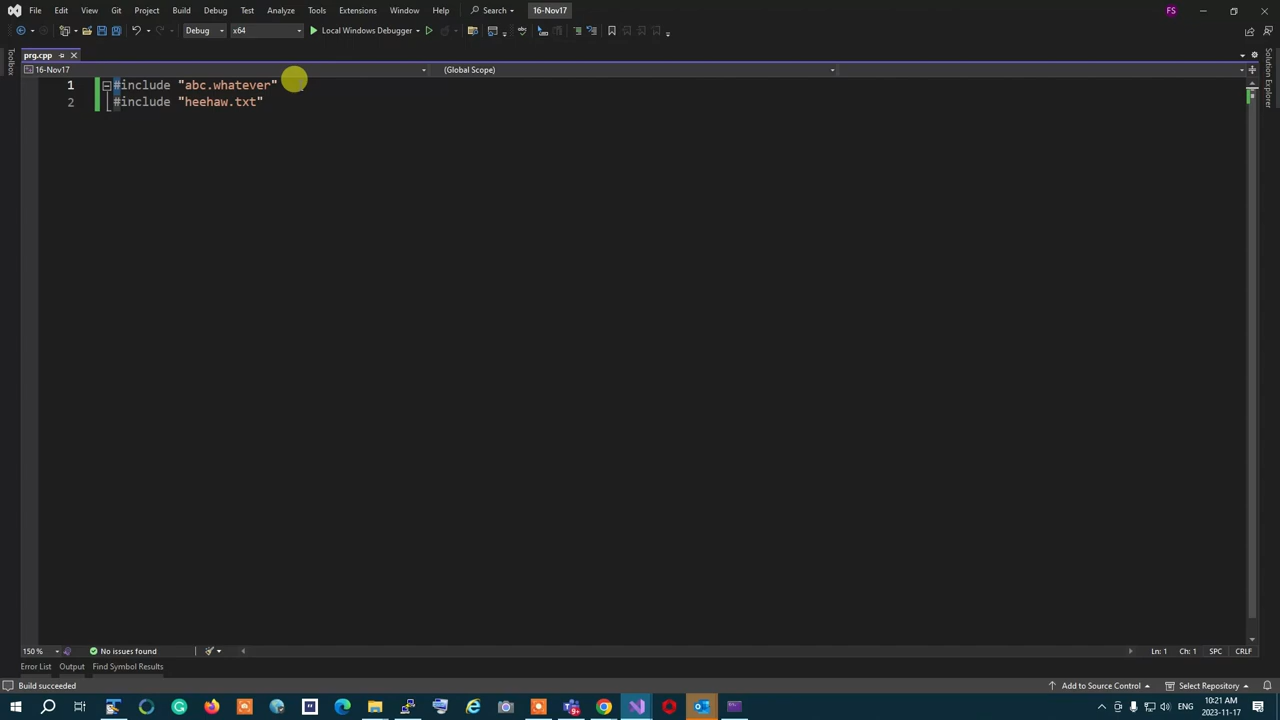 File Edit View Git Project Build Debug Test Analyze Tools Extensions Window Help Search 16-Nov17 FS
Debug x64 Local Windows Debugger
prg.cpp
16-Nov17 (Global Scope)
1 #include "abc.whatever"
2 #include "heehaw.txt"
Toolbox
Solution Explorer
150 % No issues found Ln: 1 Ch: 1 SPC CRLF
Error List Output Find Symbol Results
Build succeeded Add to Source Control Select Repository
ENG 10:21 AM
2023-11-17